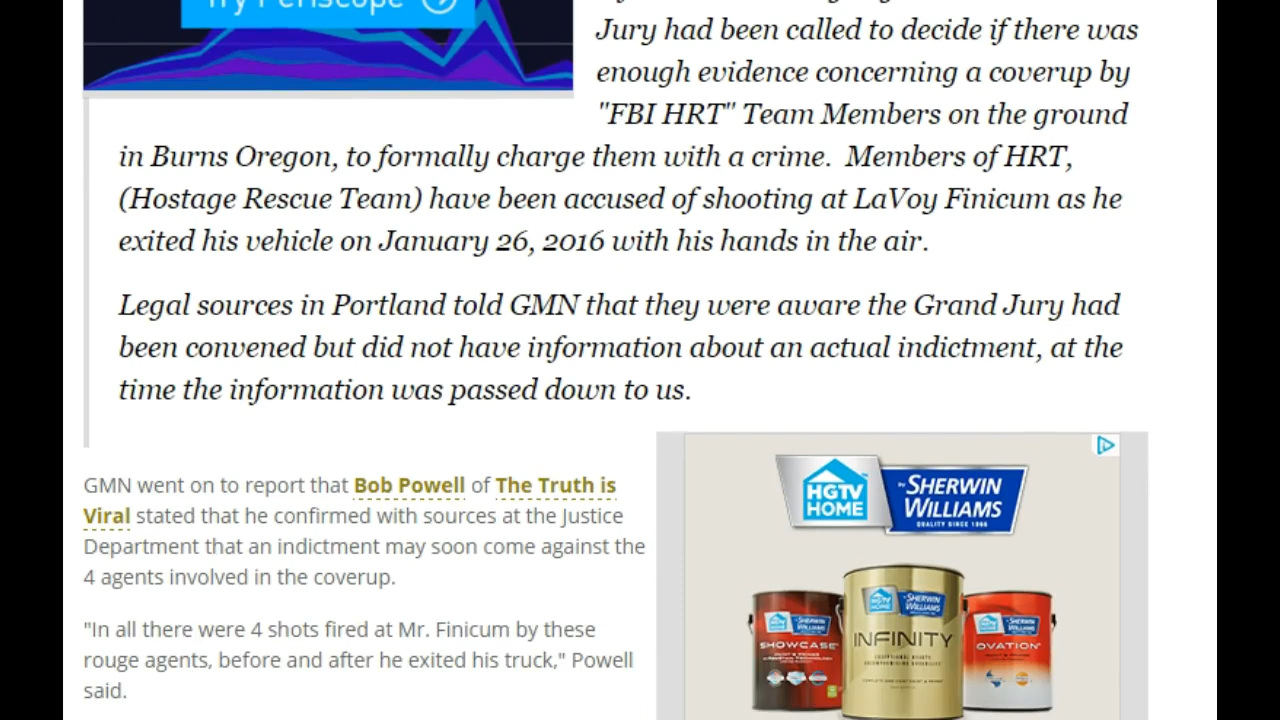 Try Periscope
Jury had been called to decide if there was
enough evidence concerning a coverup by
"FBI HRT" Team Members on the ground
in Burns Oregon, to formally charge them with a crime.  Members of HRT,
(Hostage Rescue Team) have been accused of shooting at LaVoy Finicum as he
exited his vehicle on January 26, 2016 with his hands in the air.
Legal sources in Portland told GMN that they were aware the Grand Jury had
been convened but did not have information about an actual indictment, at the
time the information was passed down to us.
GMN went on to report that Bob Powell of The Truth is
Viral stated that he confirmed with sources at the Justice
Department that an indictment may soon come against the
4 agents involved in the coverup.
"In all there were 4 shots fired at Mr. Finicum by these
rouge agents, before and after he exited his truck," Powell
said.
HGTV
HOME
by SHERWIN
WILLIAMS
QUALITY SINCE 1866
HGTV
HOME
SHERWIN
WILLIAMS
SHOWCASE
INFINITY
OVATION